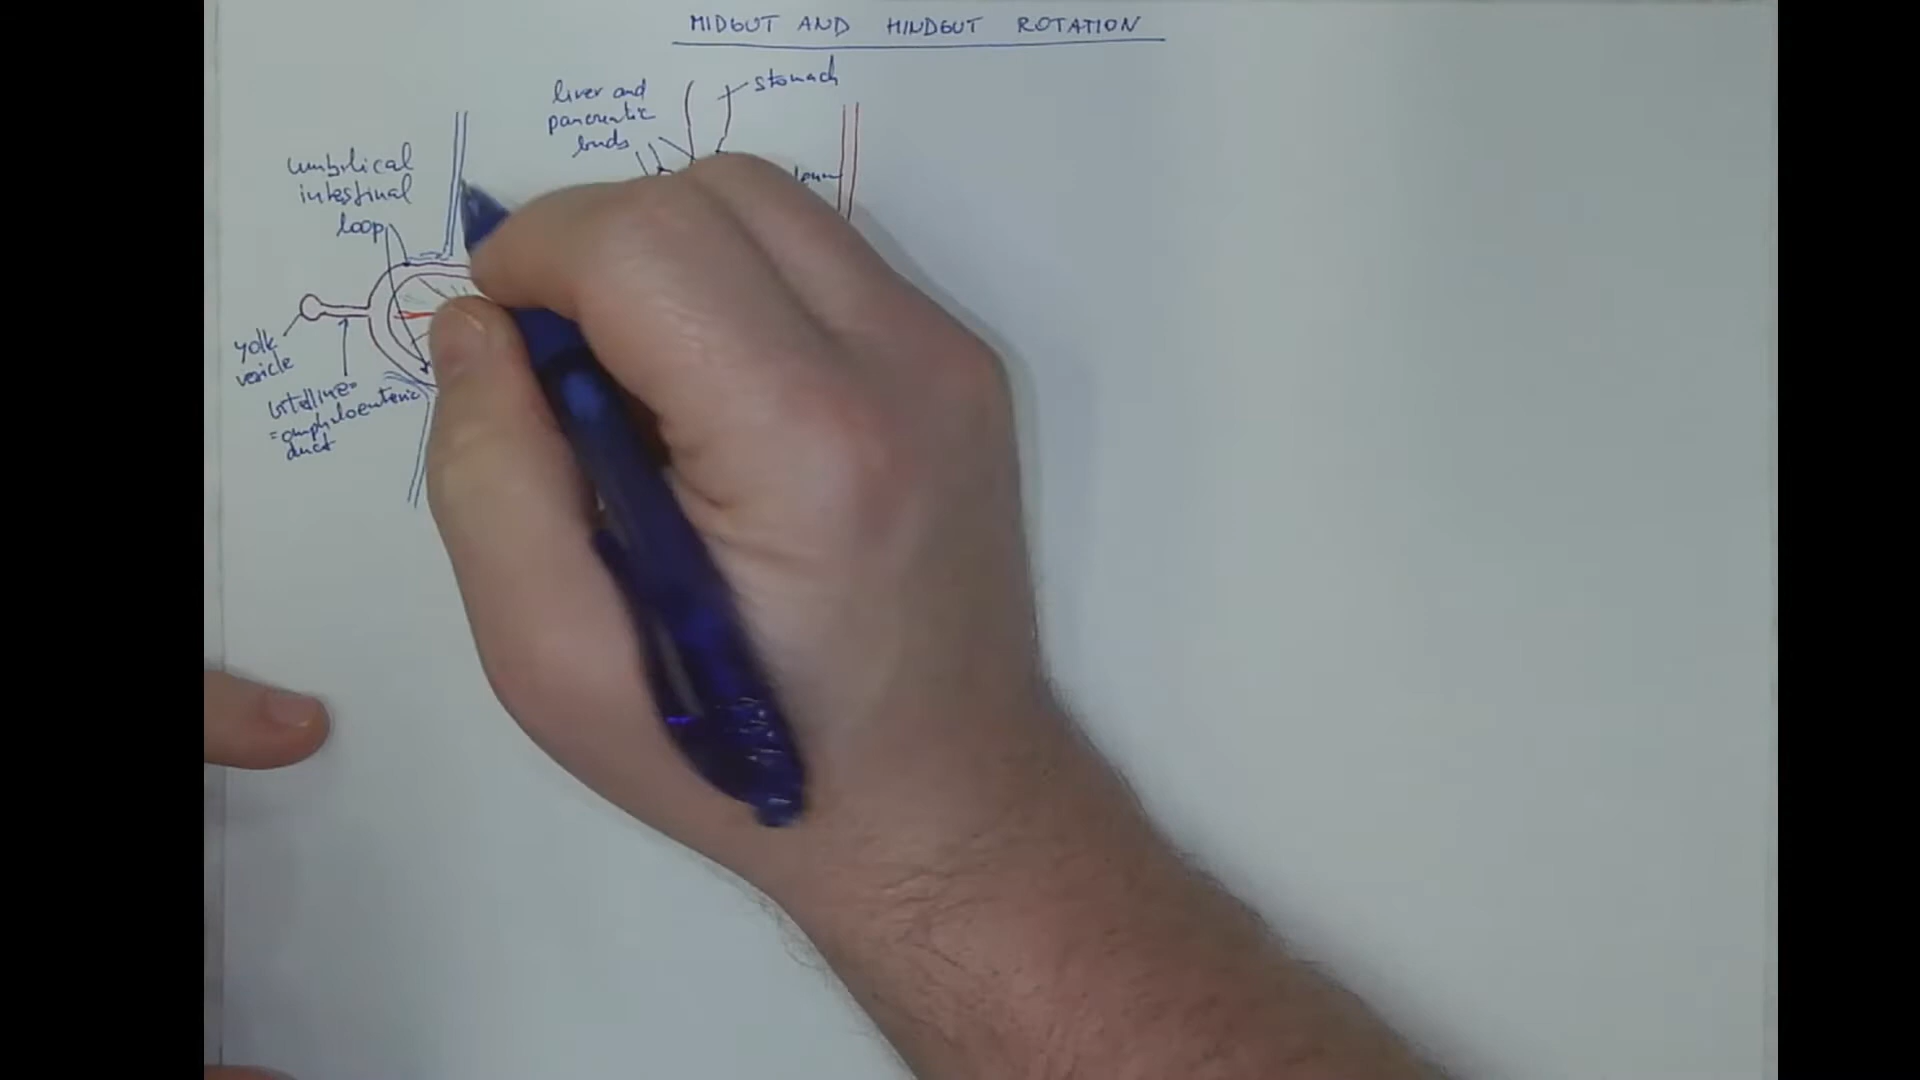 MIDGUT AND HINDGUT ROTATION
liver and
pancreatic
buds
stomach
umbilical
intestinal
loop
yolk
vesicle
vitelline=
=omphaloenteric
duct